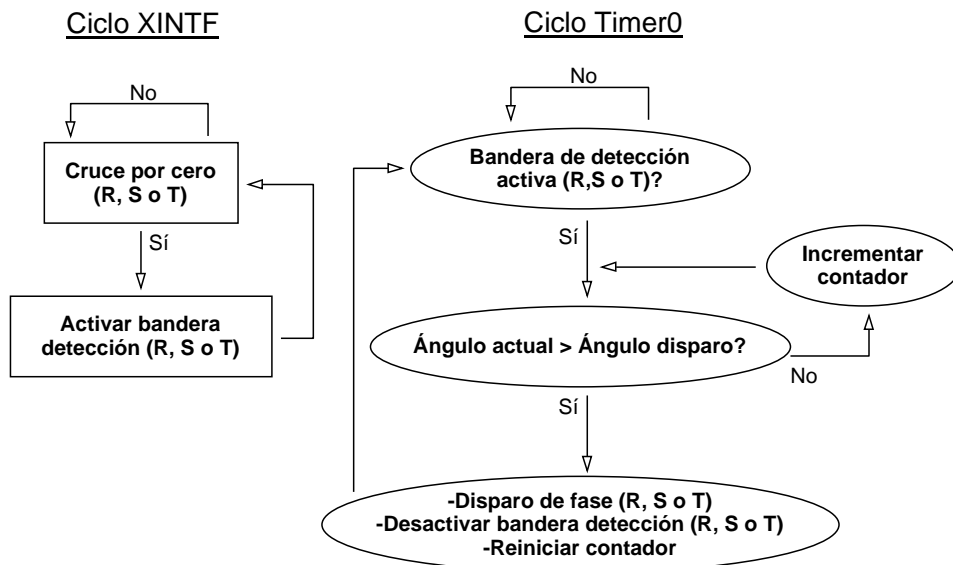 Ciclo XINTF
No
Cruce por cero
(R, S o T)
Sí
Activar bandera
detección (R, S o T)
Ciclo Timer0
No
Bandera de detección
activa (R,S o T)?
Sí
Incrementar
contador
Ángulo actual > Ángulo disparo?
No
Sí
-Disparo de fase (R, S o T)
-Desactivar bandera detección (R, S o T)
-Reiniciar contador